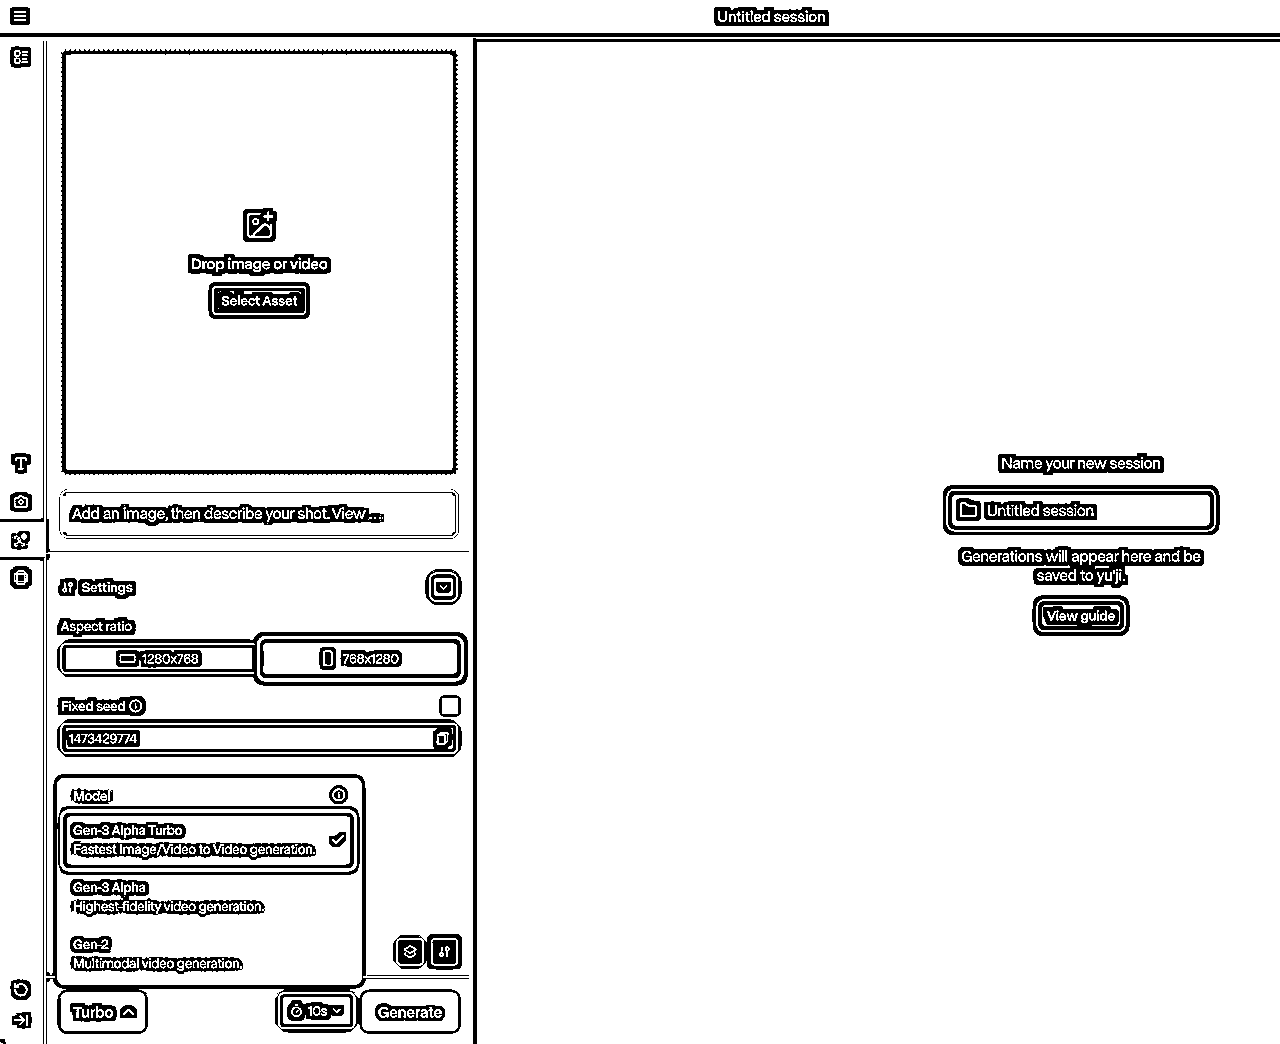 Untitled session
Drop image or video
Select Asset
Add an image, then describe your shot. View ...
Settings
Aspect ratio
1280x768
768x1280
Fixed seed
1473429774
Model
Gen-3 Alpha Turbo
Fastest Image/Video to Video generation.
Gen-3 Alpha
Highest-fidelity video generation.
Gen-2
Multimodal video generation.
Turbo
10s
Generate
Name your new session
Untitled session
Generations will appear here and be
saved to yu'ji.
View guide